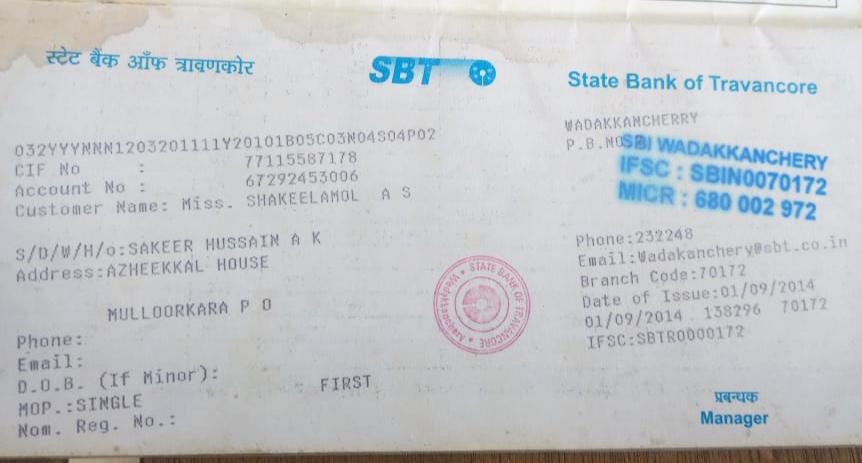 स्टेट बैंक ऑफ त्रावणकोर
SBT
State Bank of Travancore
032YYYNNN1203201111Y20101B05C03N04S04P02
CIF No : 77115587178
Account No : 67292453006
Customer Name: Miss. SHAKEELAMOL A S
S/D/W/H/o:SAKEER HUSSAIN A K
Address:AZHEEKKAL HOUSE
MULLOORKARA P O
Phone:
Email:
D.O.B. (If Minor):
MOP.:SINGLE FIRST
Nom. Reg. No.:
WADAKKANCHERRY
P.B.NO
SBI WADAKKANCHERY
IFSC : SBIN0070172
MICR : 680 002 972
Phone:232248
Email:Wadakanchery@sbt.co.in
Branch Code:70172
Date of Issue:01/09/2014
01/09/2014 138296 70172
IFSC:SBTR0000172
STATE BANK OF TRAVANCORE
प्रबन्धक
Manager